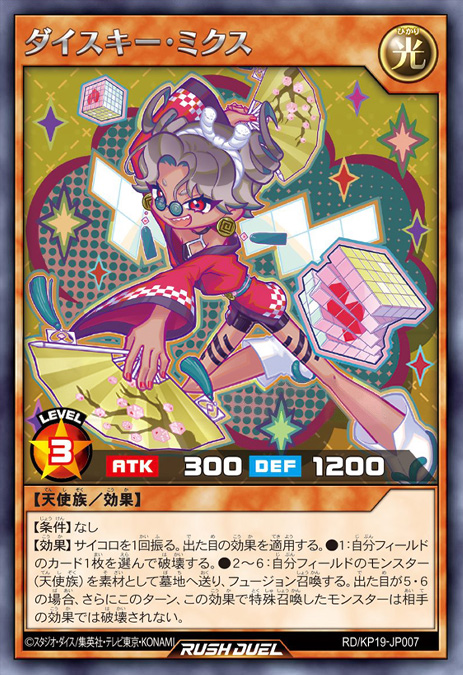 ダイスキー・ミクス
ひかり
光
LEVEL
3
ATK 300 DEF 1200
【天使族／効果】
【条件】なし
【効果】サイコロを1回振る。出た目の効果を適用する。●1：自分フィールド
のカード1枚を選んで破壊する。●2～6：自分フィールドのモンスター
（天使族）を素材として墓地へ送り、フュージョン召喚する。出た目が5・6
の場合、さらにこのターン、この効果で特殊召喚したモンスターは相手
の効果では破壊されない。
©スタジオ・ダイス/集英社・テレビ東京・KONAMI
RUSH DUEL
RD/KP19-JP007